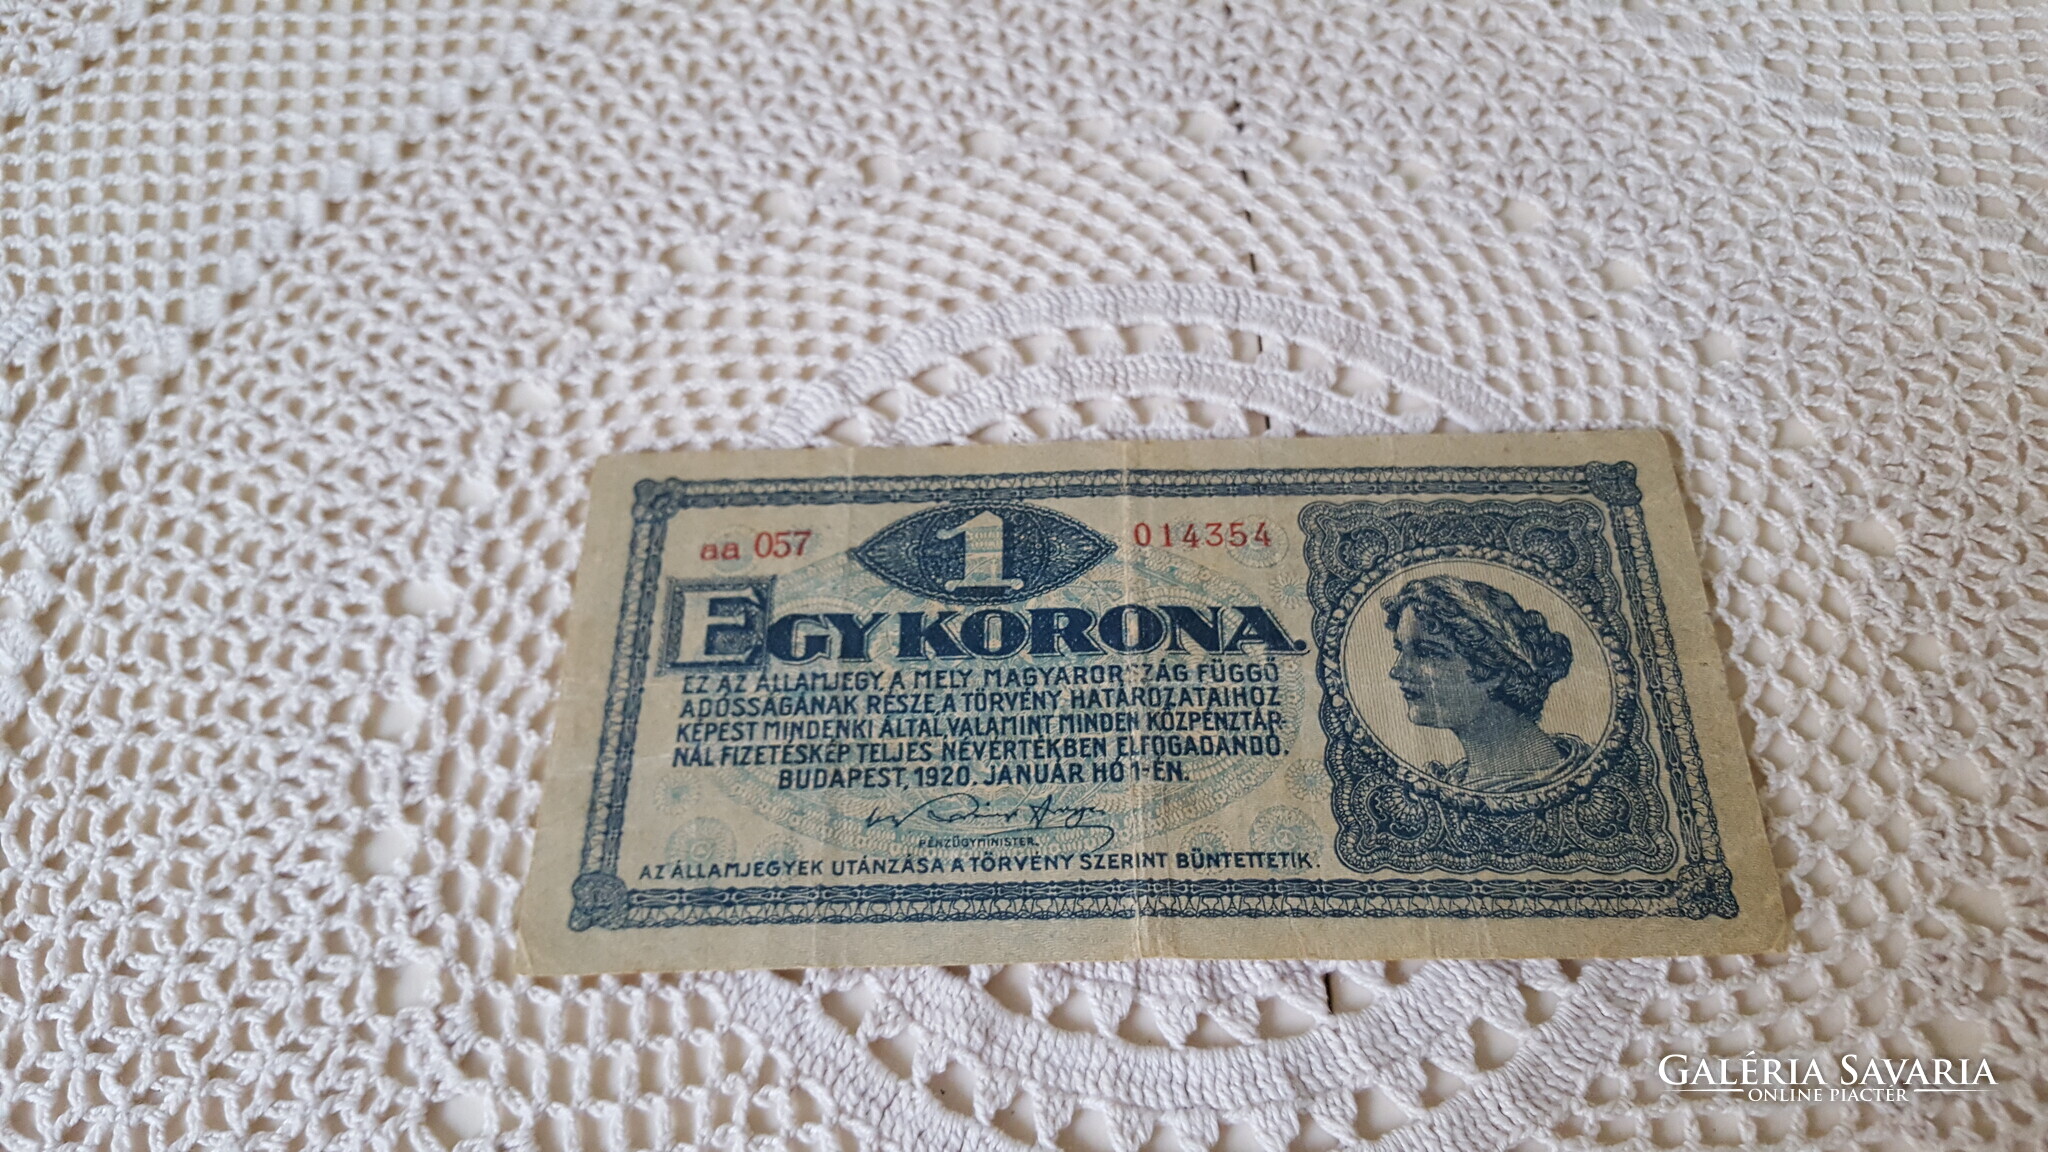 aa 057 1 014354
EGY KORONA.
EZ AZ ÁLLAMJEGY, A MELY MAGYARORSZÁG FÜGGŐ
ADÓSSÁGÁNAK RÉSZE, A TÖRVÉNY HATÁROZATAIHOZ
KÉPEST MINDENKI ÁLTAL, VALAMINT MINDEN KÖZPÉNZTÁR-
NÁL FIZETÉSKÉP TELJES NÉVÉRTÉKBEN ELFOGADANDÓ.
BUDAPEST, 1920. JANUÁR HÓ 1-ÉN.
PÉNZÜGYMINISTER.
AZ ÁLLAMJEGYEK UTÁNZÁSA A TÖRVÉNY SZERINT BÜNTETTETIK.
GALÉRIA SAVARIA
ONLINE PIACTÉR